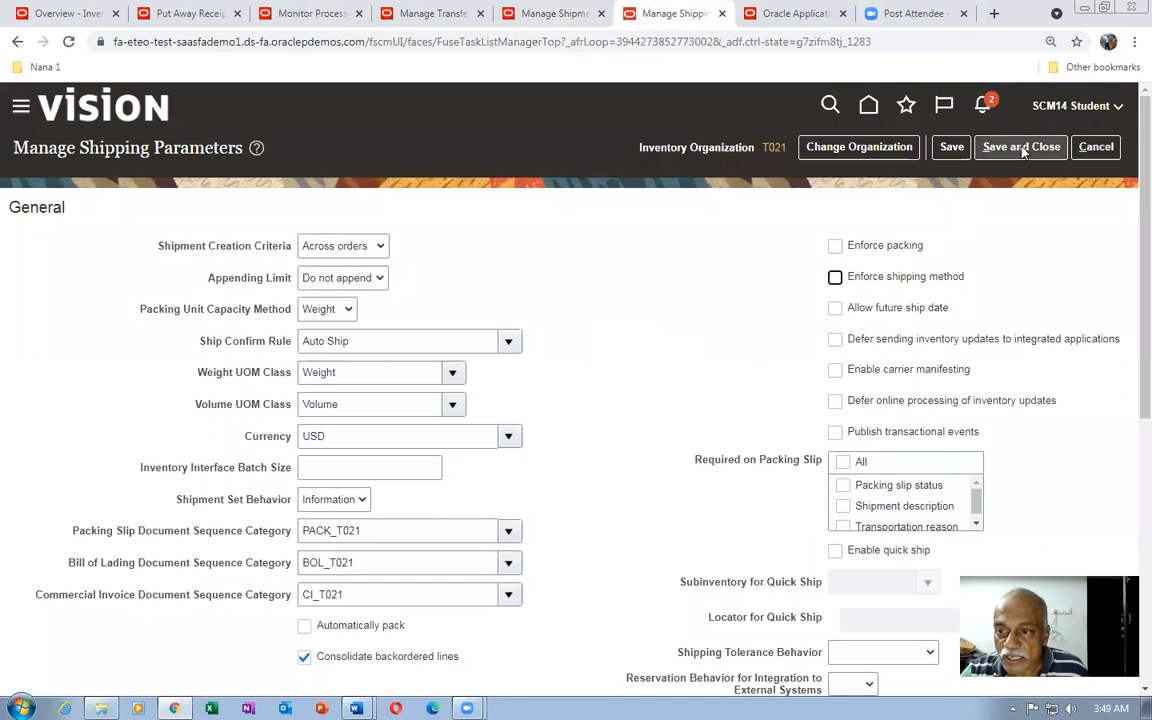 Overview - Inver
Put Away Receip
Monitor Process
Manage Transfe
Manage Shipme
Manage Shippin
Oracle Applicati
Post Attendee -
fa-eteo-test-saasfademo1.ds-fa.oraclepdemos.com/fscmUI/faces/FuseTaskListManagerTop?_afrLoop=3944273852773002&_adf.ctrl-state=g7zifm8tj_1283
Nana 1
Other bookmarks
VISION
2
SCM14 Student
Manage Shipping Parameters
Inventory Organization T021
Change Organization
Save
Save and Close
Cancel
General
Shipment Creation Criteria Across orders
Appending Limit Do not append
Packing Unit Capacity Method Weight
Ship Confirm Rule Auto Ship
Weight UOM Class Weight
Volume UOM Class Volume
Currency USD
Inventory Interface Batch Size
Shipment Set Behavior Information
Packing Slip Document Sequence Category PACK_T021
Bill of Lading Document Sequence Category BOL_T021
Commercial Invoice Document Sequence Category CI_T021
Automatically pack
Consolidate backordered lines
Enforce packing
Enforce shipping method
Allow future ship date
Defer sending inventory updates to integrated applications
Enable carrier manifesting
Defer online processing of inventory updates
Publish transactional events
Required on Packing Slip
All
Packing slip status
Shipment description
Transportation reason
Enable quick ship
Subinventory for Quick Ship
Locator for Quick Ship
Shipping Tolerance Behavior
Reservation Behavior for Integration to
External Systems
3:49 AM